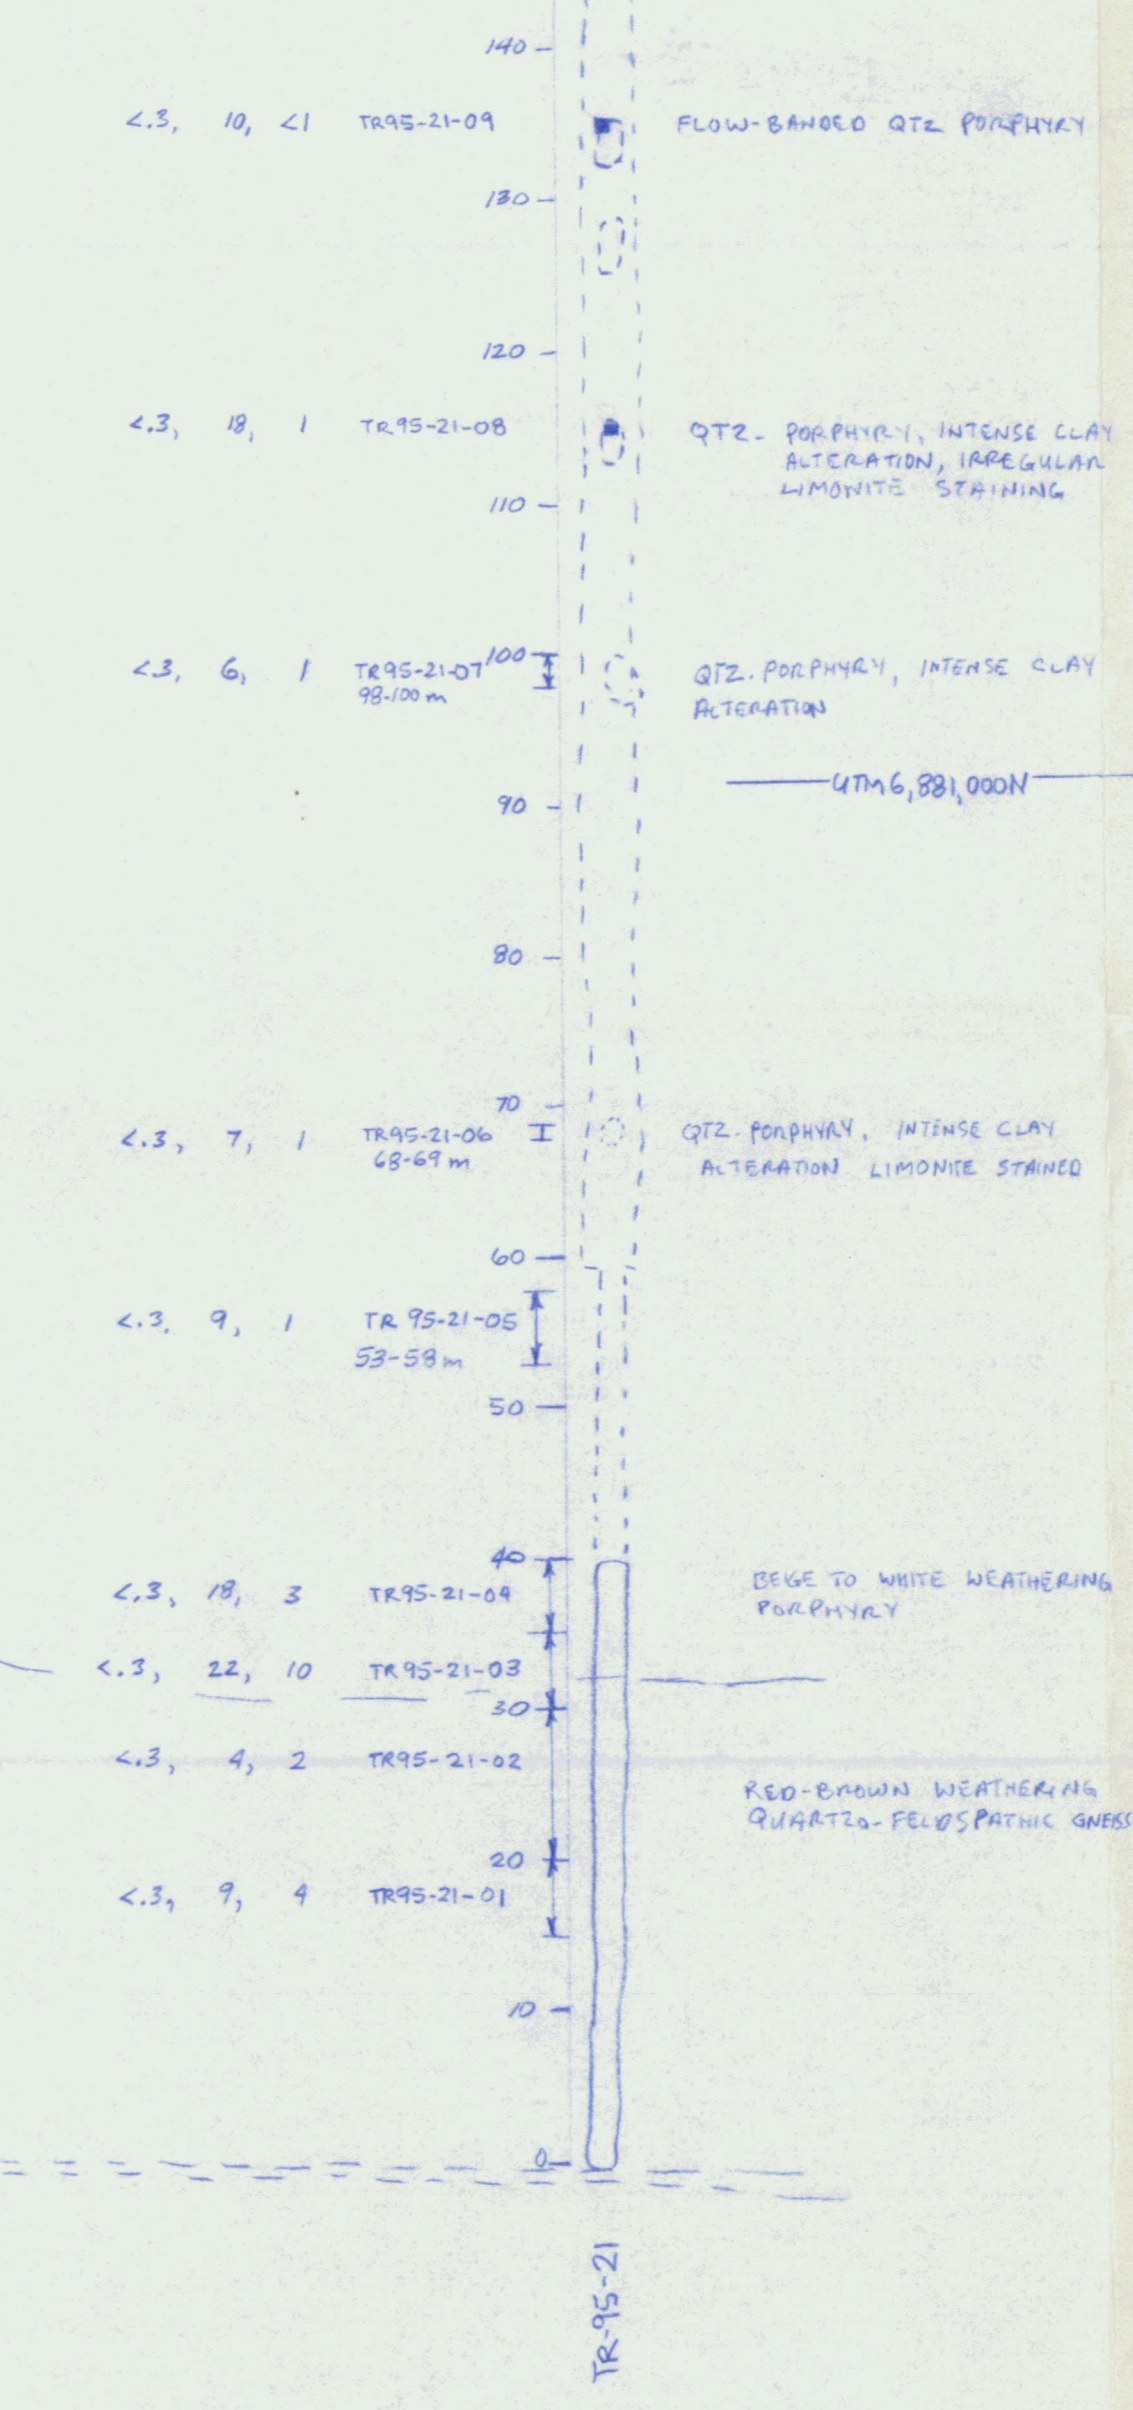 140
<.3, 10, <1 TR95-21-09 FLOW-BANDED QTZ PORPHYRY
130
120
<.3, 18, 1 TR95-21-08 QTZ- PORPHYRY, INTENSE CLAY
ALTERATION, IRREGULAR
LIMONITE STAINING
110
100
<.3, 6, 1 TR95-21-07 QTZ. PORPHYRY, INTENSE CLAY
98-100 m
ALTERATION
UTM 6,881,000N
90
80
70
<.3, 7, 1 TR95-21-06 QTZ. PORPHYRY, INTENSE CLAY
68-69 m ALTERATION LIMONITE STAINED
60
<.3, 9, 1 TR 95-21-05
53-58 m
50
40
BEIGE TO WHITE WEATHERING
<.3, 18, 3 TR95-21-04
PORPHYRY
<.3, 22, 10 TR95-21-03
30
<.3, 4, 2 TR95-21-02
RED-BROWN WEATHERING
QUARTZO-FELDSPATHIC GNEISS
20
<.3, 9, 4 TR95-21-01
10
0
TR-95-21